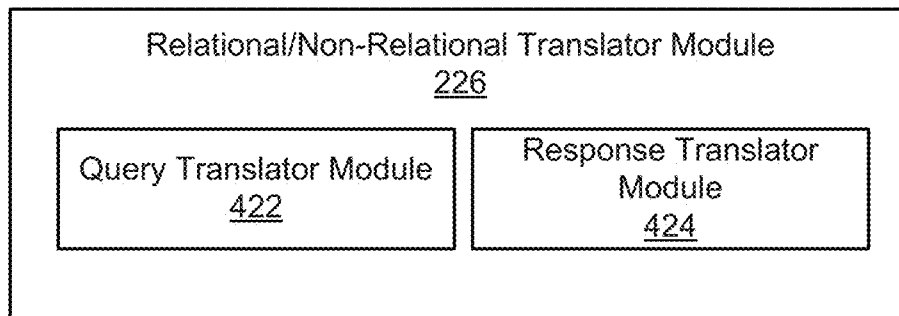 Relational/Non-Relational Translator Module
226
Query Translator Module
422
Response Translator
Module
424